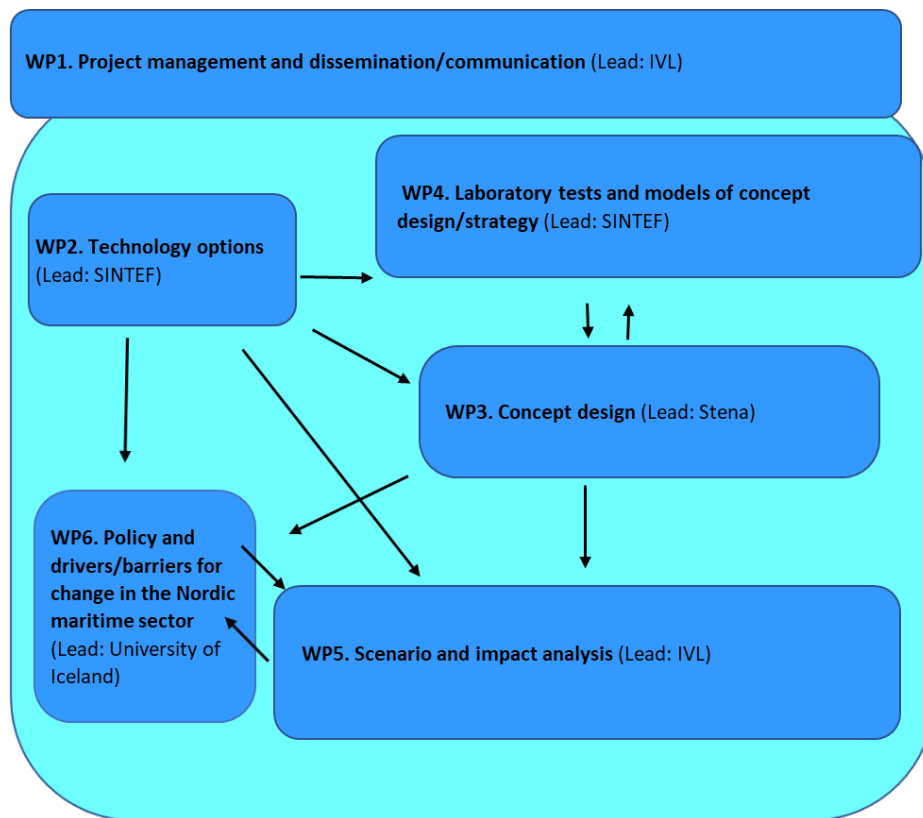 WP1. Project management and dissemination/communication (Lead: IVL)
WP4. Laboratory tests and models of concept
design/strategy (Lead: SINTEF)
WP2. Technology options
(Lead: SINTEF)
WP3. Concept design (Lead: Stena)
WP6. Policy and
drivers/barriers for
change in the Nordic
maritime sector
(Lead: University of
Iceland)
WP5. Scenario and impact analysis (Lead: IVL)